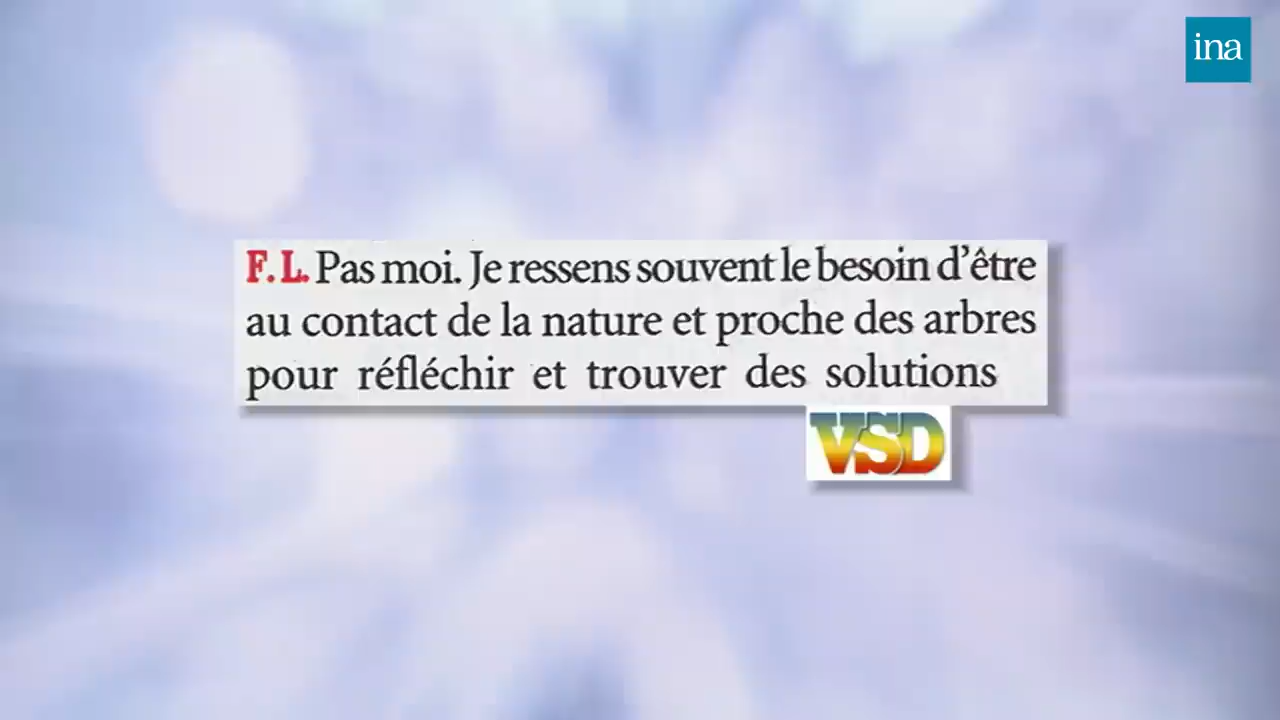 ina
F. L. Pas moi. Je ressens souvent le besoin d'être
au contact de la nature et proche des arbres
pour réfléchir et trouver des solutions
VSD